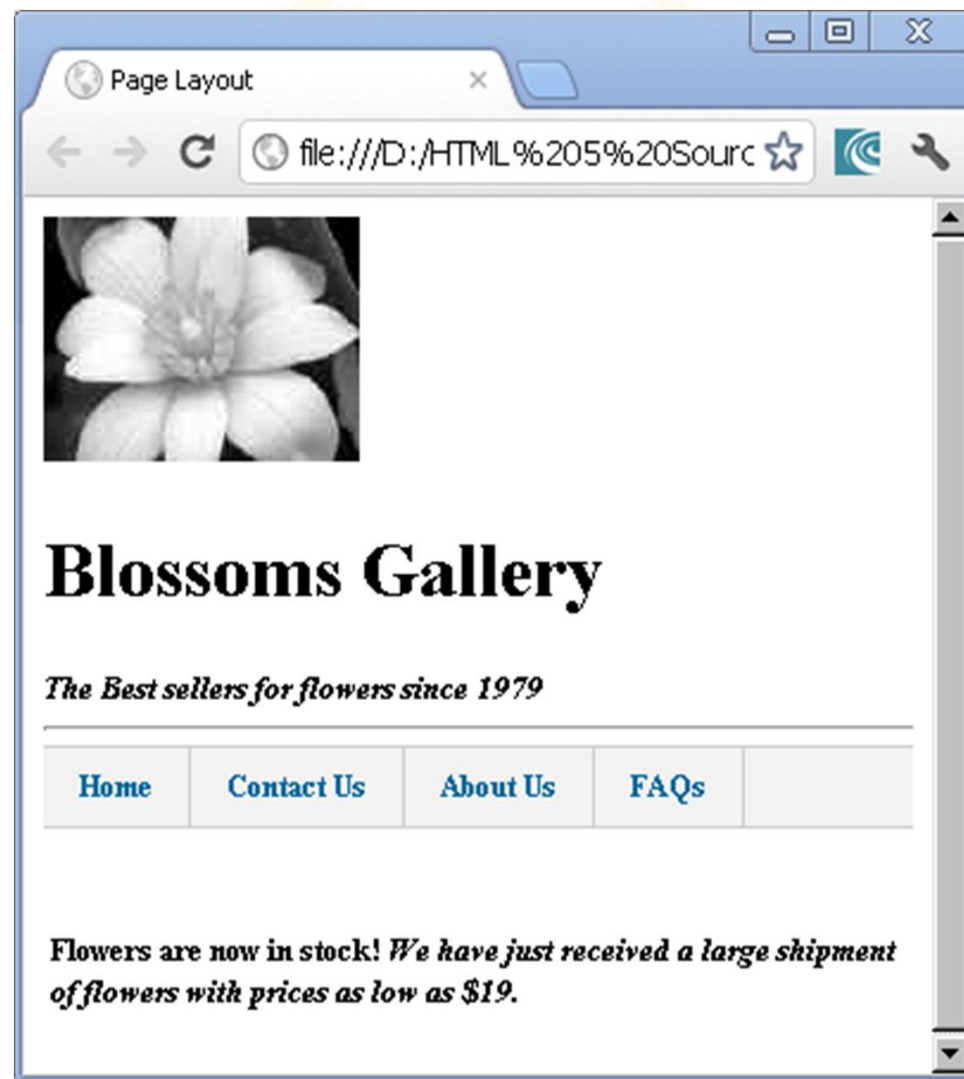 Page Layout
file:///D:/HTML%205%20Sourc
Blossoms Gallery
The Best sellers for flowers since 1979
Home Contact Us About Us FAQs
Flowers are now in stock! We have just received a large shipment
of flowers with prices as low as $19.